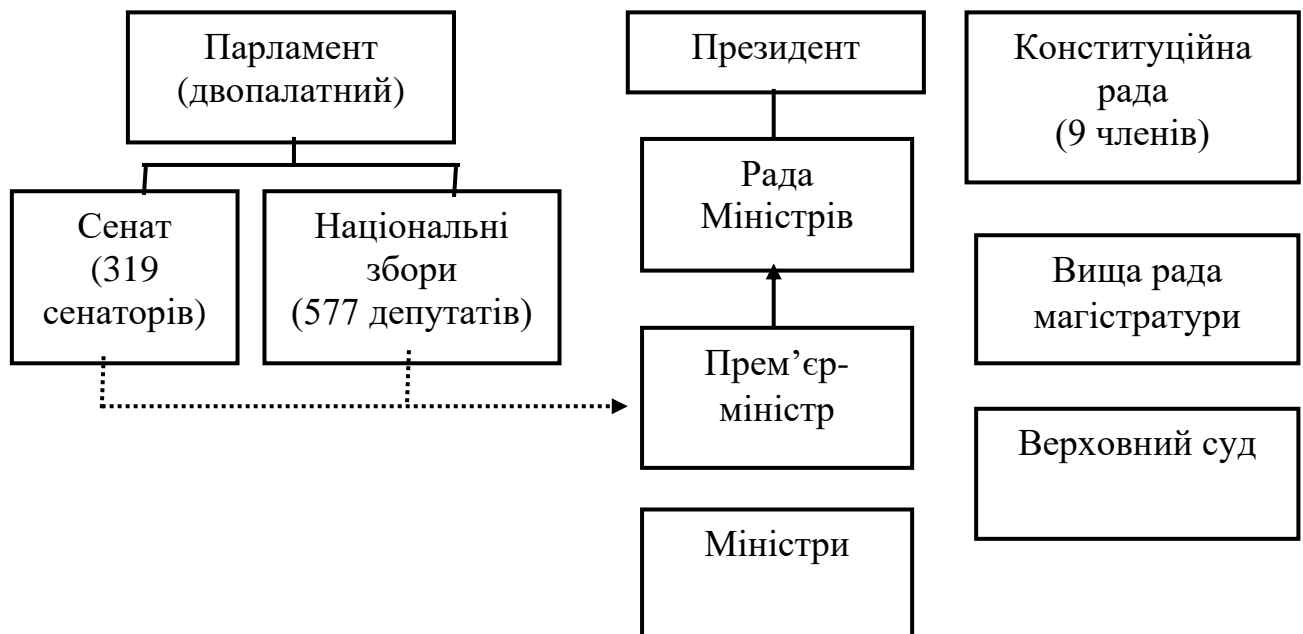 Парламент
(двопалатний)
Президент
Конституційна
рада
(9 членів)
Сенат
(319
сенаторів)
Національні
збори
(577 депутатів)
Рада
Міністрів
Вища рада
магістратури
Прем’єр-
міністр
Верховний суд
Міністри